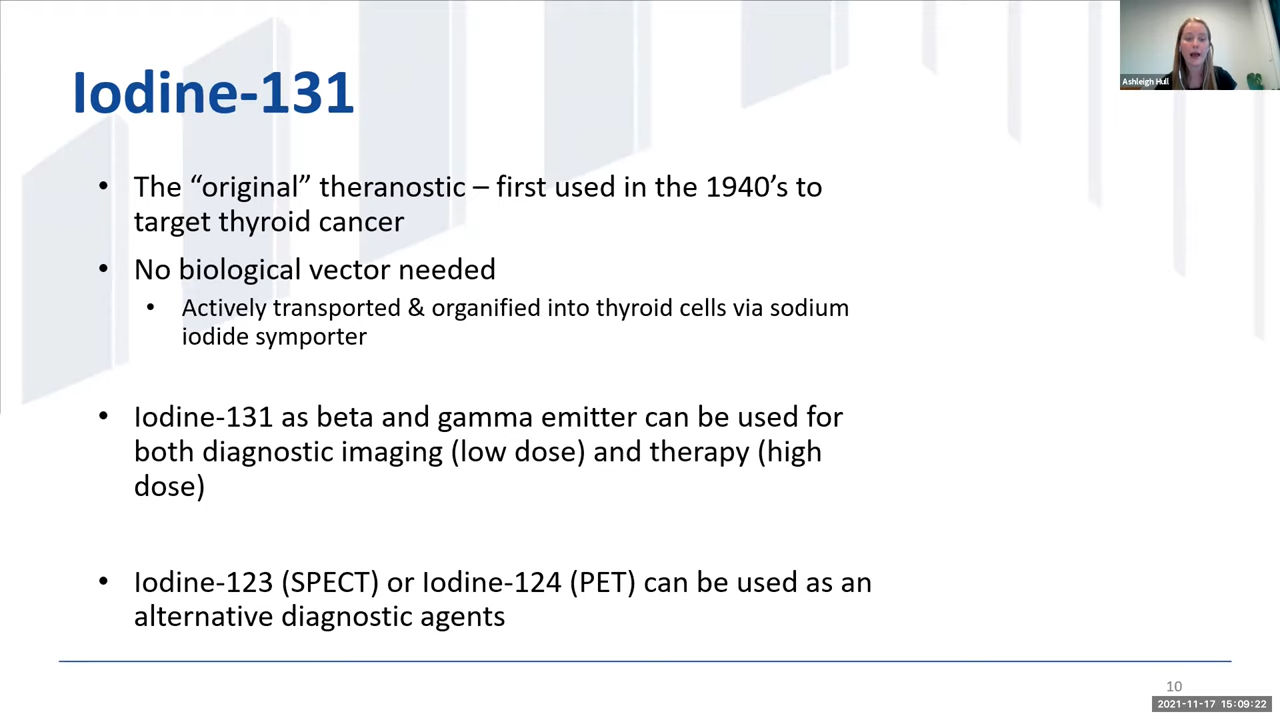 Iodine-131
Ashleigh Hull
• The “original” theranostic – first used in the 1940’s to
target thyroid cancer
• No biological vector needed
• Actively transported & organified into thyroid cells via sodium
iodide symporter
• Iodine-131 as beta and gamma emitter can be used for
both diagnostic imaging (low dose) and therapy (high
dose)
• Iodine-123 (SPECT) or Iodine-124 (PET) can be used as an
alternative diagnostic agents
10
2021-11-17 15:09:22